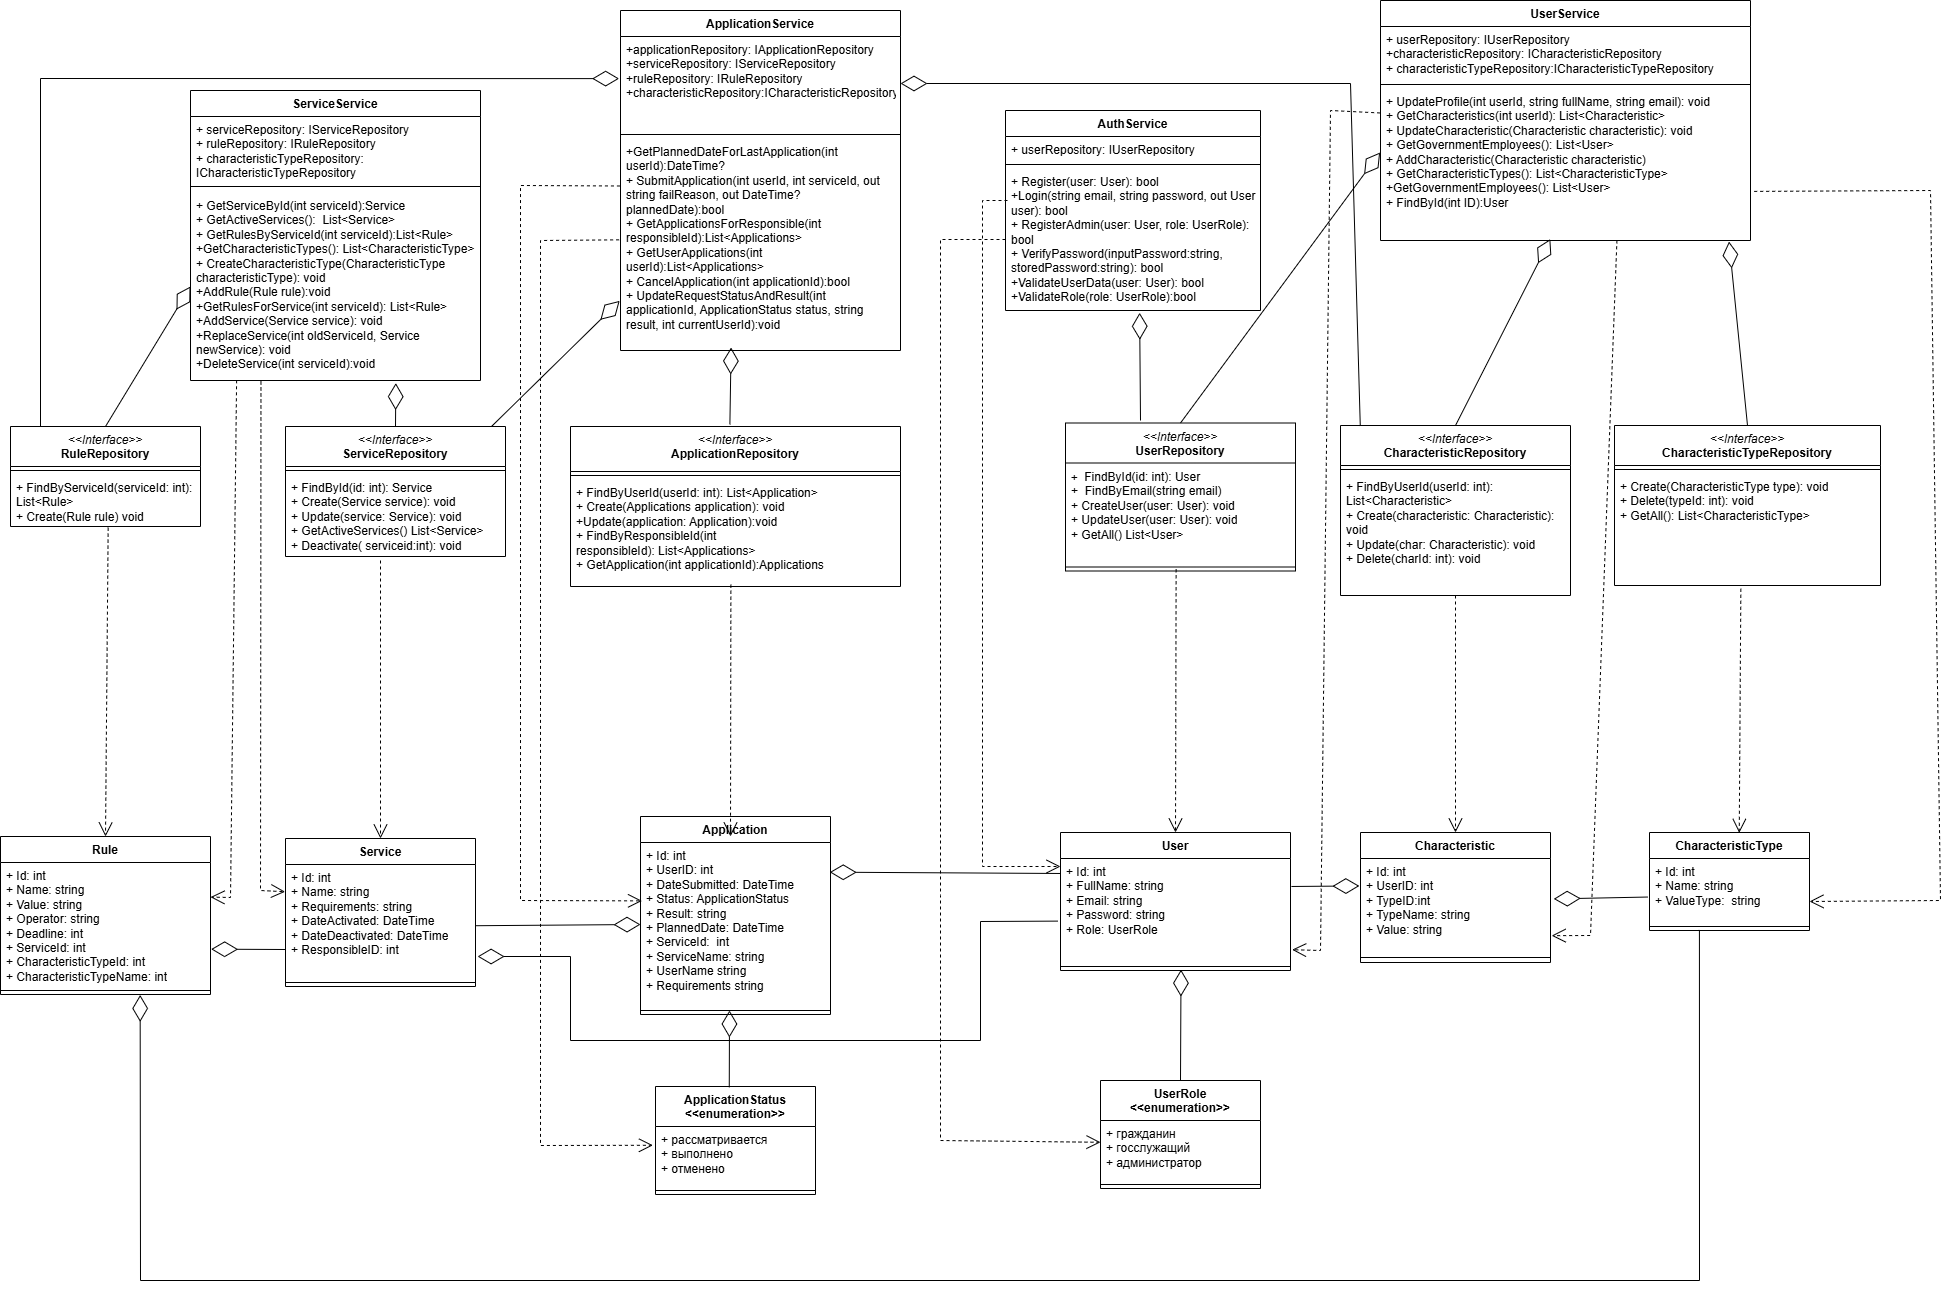 ServiceService
+ serviceRepository: IServiceRepository
+ ruleRepository: IRuleRepository
+ characteristicTypeRepository:
ICharacteristicTypeRepository
+ GetServiceById(int serviceId):Service
+ GetActiveServices():  List<Service>
+ GetRulesByServiceId(int serviceId):List<Rule>
+GetCharacteristicTypes(): List<CharacteristicType>
+ CreateCharacteristicType(CharacteristicType
characteristicType): void
+AddRule(Rule rule):void
+GetRulesForService(int serviceId): List<Rule>
+AddService(Service service): void
+ReplaceService(int oldServiceId, Service
newService): void
+DeleteService(int serviceId):void
ApplicationService
+applicationRepository: IApplicationRepository
+serviceRepository: IServiceRepository
+ruleRepository: IRuleRepository
+characteristicRepository:ICharacteristicRepository
+GetPlannedDateForLastApplication(int
userId):DateTime?
+ SubmitApplication(int userId, int serviceId, out
string failReason, out DateTime?
plannedDate):bool
+ GetApplicationsForResponsible(int
responsibleId):List<Applications>
+ GetUserApplications(int
userId):List<Applications>
+ CancelApplication(int applicationId):bool
+ UpdateRequestStatusAndResult(int
applicationId, ApplicationStatus status, string
result, int currentUserId):void
AuthService
+ userRepository: IUserRepository
+ Register(user: User): bool
+Login(string email, string password, out User
user): bool
+ RegisterAdmin(user: User, role: UserRole):
bool
+ VerifyPassword(inputPassword:string,
storedPassword:string): bool
+ValidateUserData(user: User): bool
+ValidateRole(role: UserRole):bool
UserService
+ userRepository: IUserRepository
+characteristicRepository: ICharacteristicRepository
+ characteristicTypeRepository:ICharacteristicTypeRepository
+ UpdateProfile(int userId, string fullName, string email): void
+ GetCharacteristics(int userId): List<Characteristic>
+ UpdateCharacteristic(Characteristic characteristic): void
+ GetGovernmentEmployees(): List<User>
+ AddCharacteristic(Characteristic characteristic)
+ GetCharacteristicTypes(): List<CharacteristicType>
+GetGovernmentEmployees(): List<User>
+ FindById(int ID):User
<<Interface>>
RuleRepository
+ FindByServiceId(serviceId: int):
List<Rule>
+ Create(Rule rule) void
<<Interface>>
ServiceRepository
+ FindById(id: int): Service
+ Create(Service service): void
+ Update(service: Service): void
+ GetActiveServices() List<Service>
+ Deactivate( serviceid:int): void
<<Interface>>
ApplicationRepository
+ FindByUserId(userId: int): List<Application>
+ Create(Applications application): void
+Update(application: Application):void
+ FindByResponsibleId(int
responsibleId): List<Applications>
+ GetApplication(int applicationId):Applications
<<Interface>>
UserRepository
+  FindById(id: int): User
+  FindByEmail(string email)
+ CreateUser(user: User): void
+ UpdateUser(user: User): void
+ GetAll() List<User>
<<Interface>>
CharacteristicRepository
+ FindByUserId(userId: int):
List<Characteristic>
+ Create(characteristic: Characteristic):
void
+ Update(char: Characteristic): void
+ Delete(charId: int): void
<<Interface>>
CharacteristicTypeRepository
+ Create(CharacteristicType type): void
+ Delete(typeId: int): void
+ GetAll(): List<CharacteristicType>
Rule
+ Id: int
+ Name: string
+ Value: string
+ Operator: string
+ Deadline: int
+ ServiceId: int
+ CharacteristicTypeId: int
+ CharacteristicTypeName: int
Service
+ Id: int
+ Name: string
+ Requirements: string
+ DateActivated: DateTime
+ DateDeactivated: DateTime
+ ResponsibleID: int
Application
+ Id: int
+ UserID: int
+ DateSubmitted: DateTime
+ Status: ApplicationStatus
+ Result: string
+ PlannedDate: DateTime
+ ServiceId:  int
+ ServiceName: string
+ UserName string
+ Requirements string
User
+ Id: int
+ FullName: string
+ Email: string
+ Password: string
+ Role: UserRole
Characteristic
+ Id: int
+ UserID: int
+ TypeID:int
+ TypeName: string
+ Value: string
CharacteristicType
+ Id: int
+ Name: string
+ ValueType:  string
ApplicationStatus
<<enumeration>>
+ рассматривается
+ выполнено
+ отменено
UserRole
<<enumeration>>
+ гражданин
+ госслужащий
+ администратор